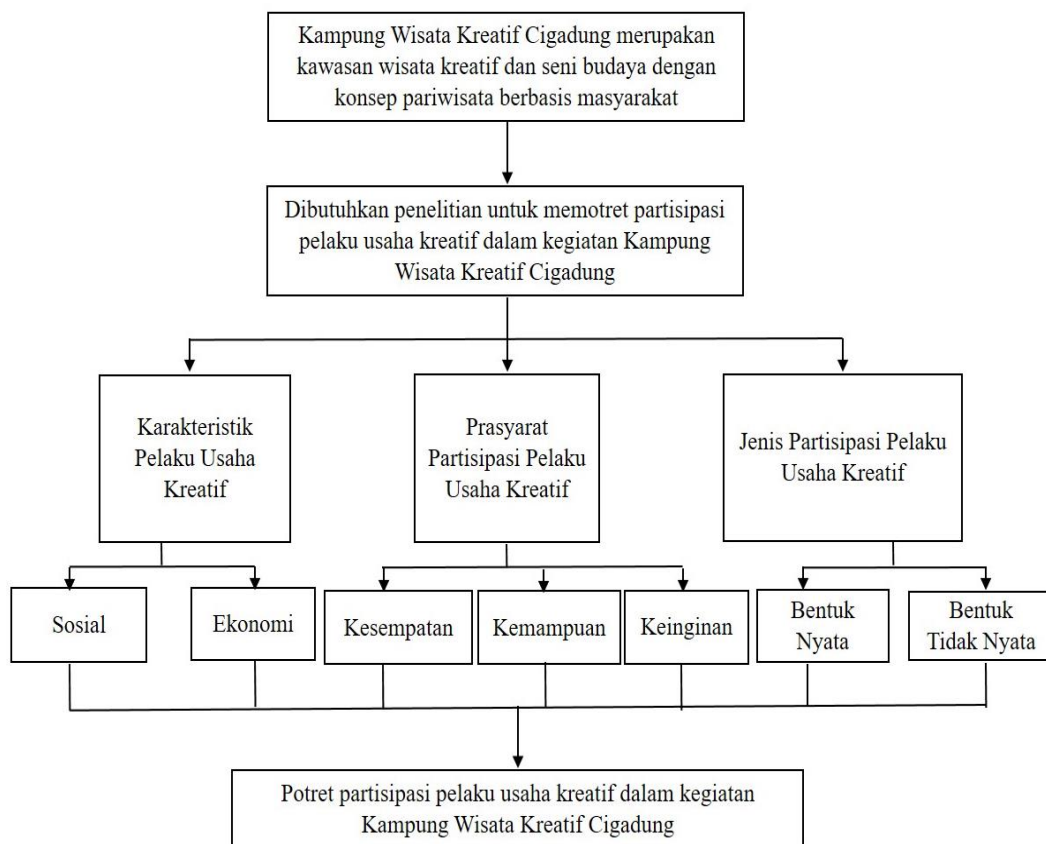 Kampung Wisata Kreatif Cigadung merupakan
kawasan wisata kreatif dan seni budaya dengan
konsep pariwisata berbasis masyarakat
Dibutuhkan penelitian untuk memotret partisipasi
pelaku usaha kreatif dalam kegiatan Kampung
Wisata Kreatif Cigadung
Karakteristik
Pelaku Usaha
Kreatif
Prasyarat
Partisipasi Pelaku
Usaha Kreatif
Jenis Partisipasi Pelaku
Usaha Kreatif
Sosial
Ekonomi
Kesempatan
Kemampuan
Keinginan
Bentuk
Nyata
Bentuk
Tidak Nyata
Potret partisipasi pelaku usaha kreatif dalam kegiatan
Kampung Wisata Kreatif Cigadung